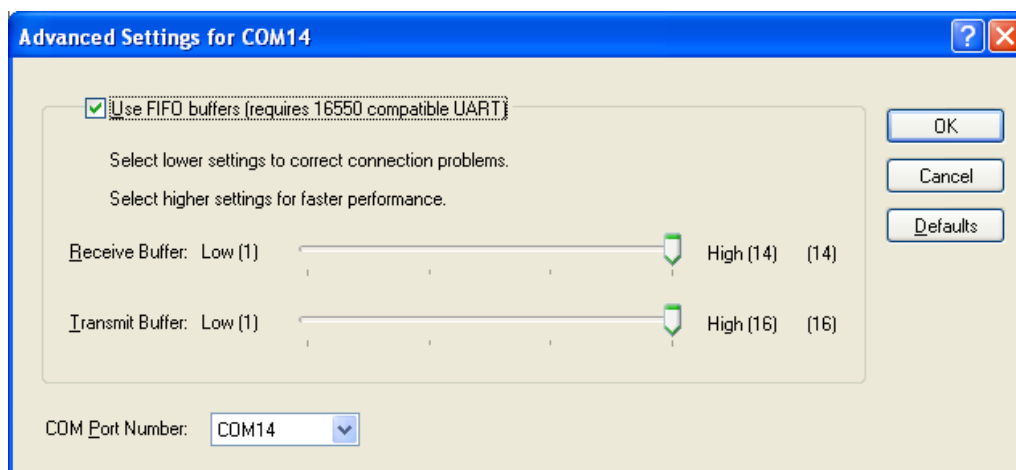 Advanced Settings for COM14
Use FIFO buffers (requires 16550 compatible UART)
OK
Select lower settings to correct connection problems.
Cancel
Select higher settings for faster performance.
Defaults
Receive Buffer: Low (1) High (14) (14)
Transmit Buffer: Low (1) High (16) (16)
COM Port Number: COM14